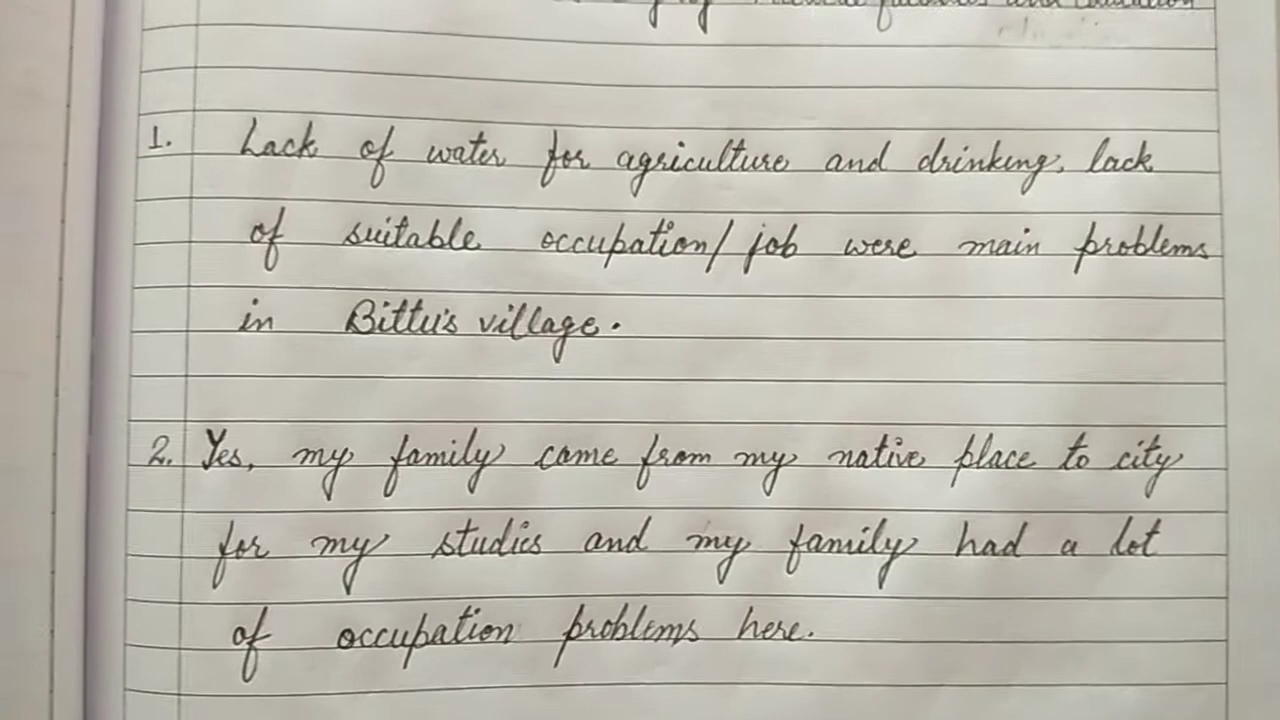 1. Lack of water for agriculture and drinking, lack
of suitable occupation/ job were main problems
in Bittu's village.
2. Yes, my family came from my native place to city
for my studies and my family had a lot
of occupation problems here.